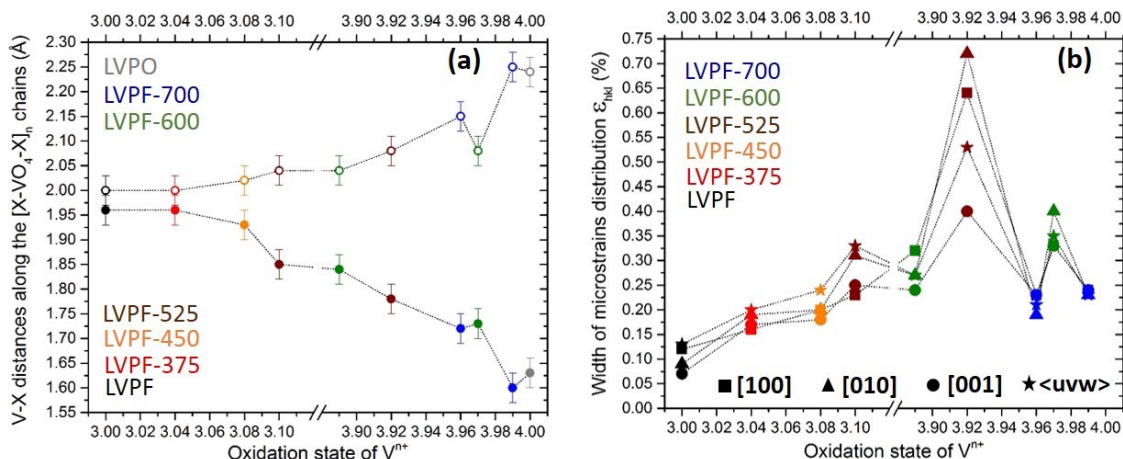 3.00 3.02 3.04 3.06 3.08 3.10 3.90 3.92 3.94 3.96 3.98 4.00
V-X distances along the [X-VO₄-X]ₙ chains (Å)
2.30
2.25
2.20
2.15
2.10
2.05
2.00
1.95
1.90
1.85
1.80
1.75
1.70
1.65
1.60
1.55
(a)
LVPO
LVPF-700
LVPF-600
LVPF-525
LVPF-450
LVPF-375
LVPF
3.00 3.02 3.04 3.06 3.08 3.10 3.90 3.92 3.94 3.96 3.98 4.00
Oxidation state of Vⁿ⁺
3.00 3.02 3.04 3.06 3.08 3.10 3.90 3.92 3.94 3.96 3.98 4.00
Width of microstrains distribution εhkl (%)
0.75
0.70
0.65
0.60
0.55
0.50
0.45
0.40
0.35
0.30
0.25
0.20
0.15
0.10
0.05
0.00
(b)
LVPF-700
LVPF-600
LVPF-525
LVPF-450
LVPF-375
LVPF
[100] [010] [001] <uvw>
3.00 3.02 3.04 3.06 3.08 3.10 3.90 3.92 3.94 3.96 3.98 4.00
Oxidation state of Vⁿ⁺